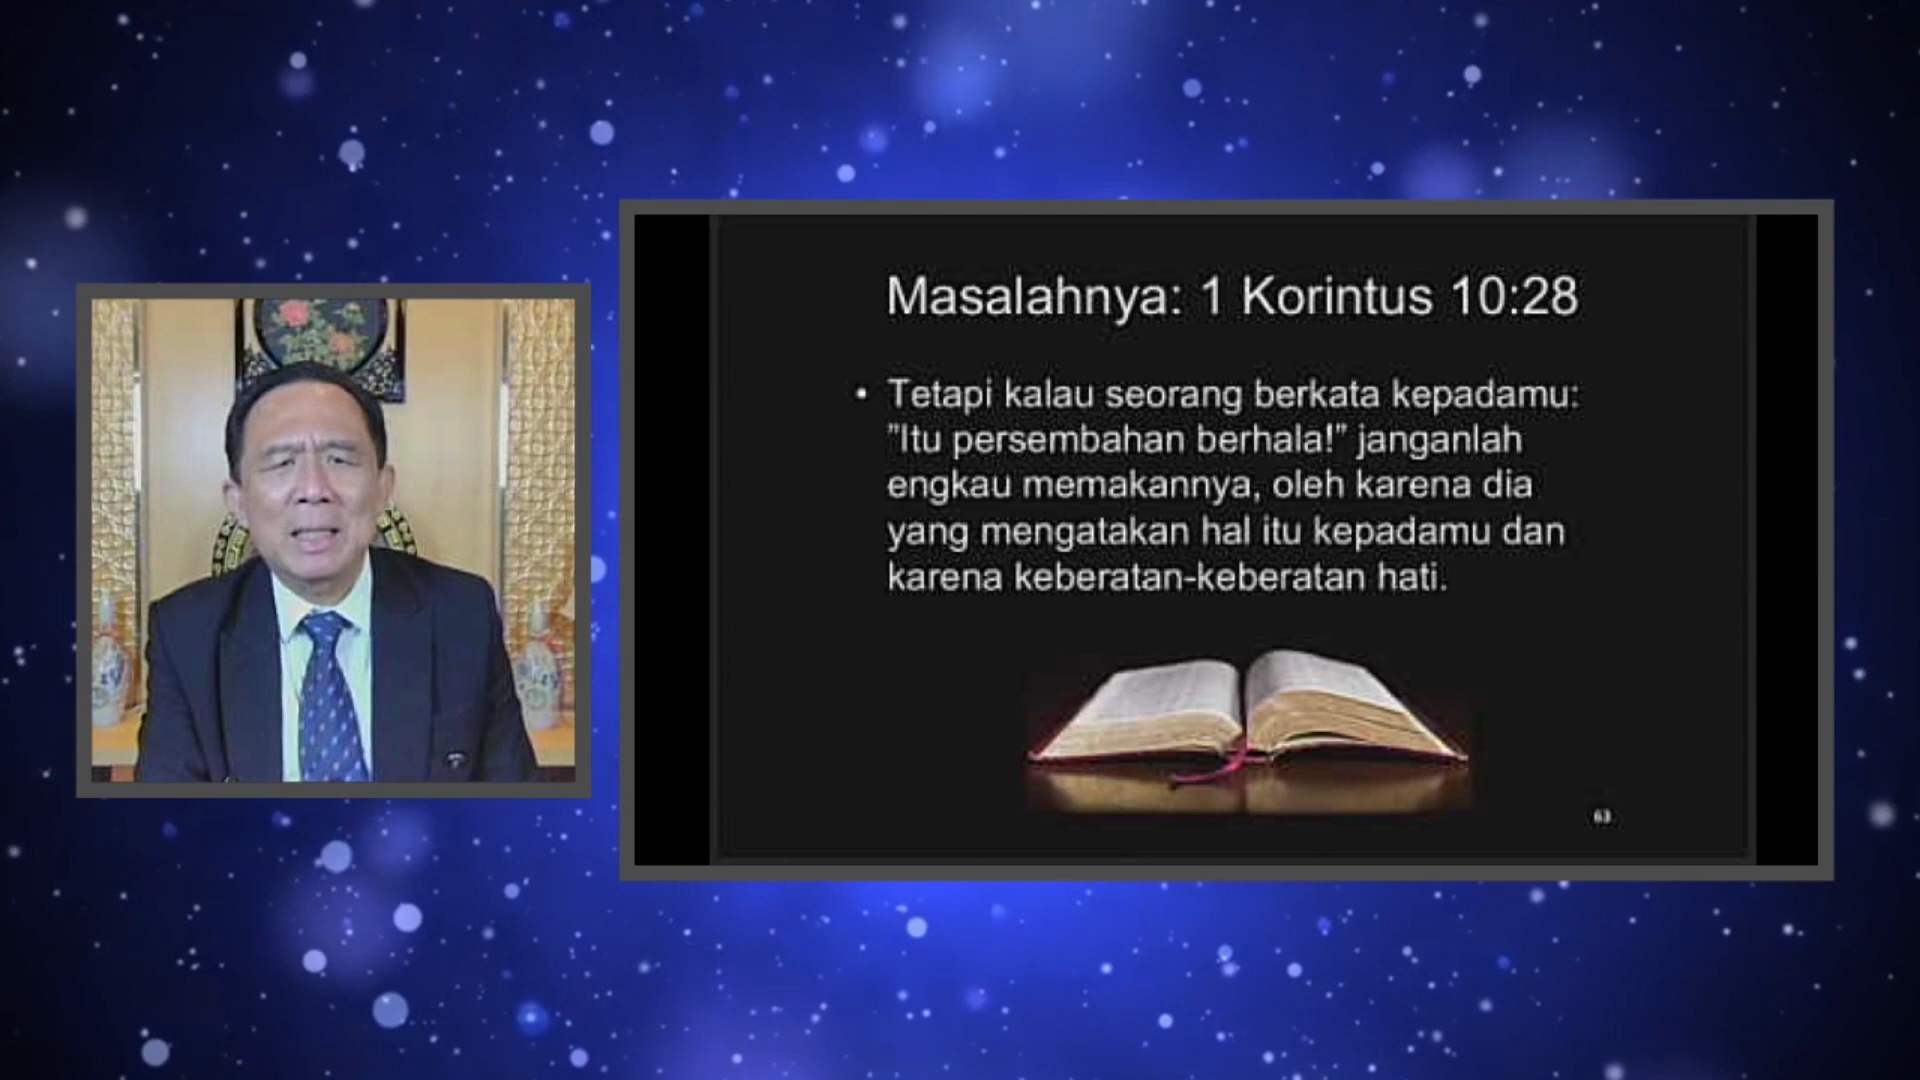 Masalahnya: 1 Korintus 10:28
• Tetapi kalau seorang berkata kepadamu:
”Itu persembahan berhala!” janganlah
engkau memakannya, oleh karena dia
yang mengatakan hal itu kepadamu dan
karena keberatan-keberatan hati.
63